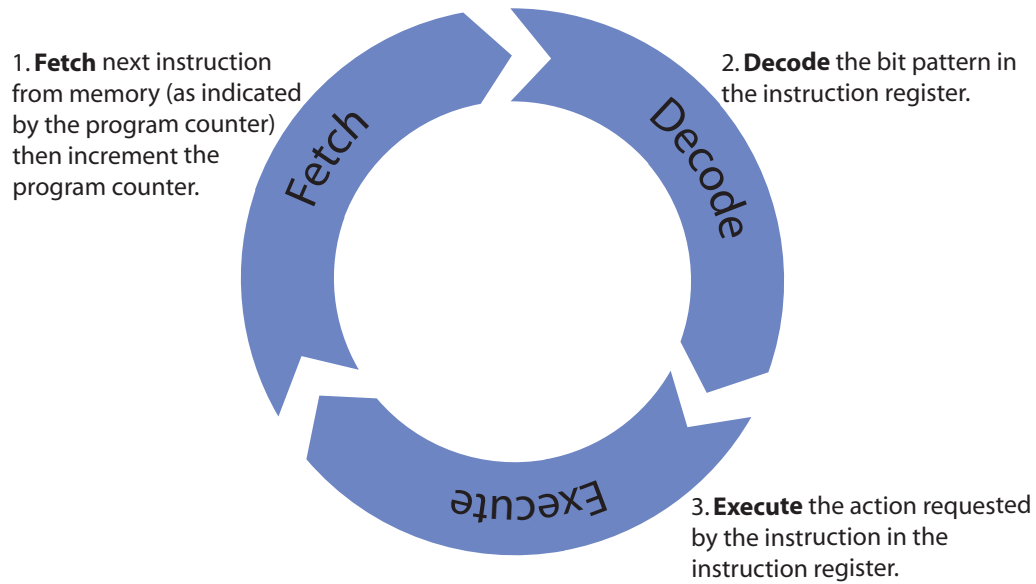 1. Fetch next instruction
from memory (as indicated
by the program counter)
then increment the
program counter.
2. Decode the bit pattern in
the instruction register.
Fetch
Decode
Execute
3. Execute the action requested
by the instruction in the
instruction register.